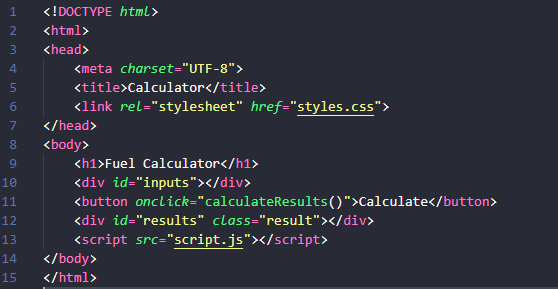 1 <!DOCTYPE html>
2 <html>
3 <head>
4     <meta charset="UTF-8">
5     <title>Calculator</title>
6     <link rel="stylesheet" href="styles.css">
7 </head>
8 <body>
9     <h1>Fuel Calculator</h1>
10     <div id="inputs"></div>
11     <button onclick="calculateResults()">Calculate</button>
12     <div id="results" class="result"></div>
13     <script src="script.js"></script>
14 </body>
15 </html>